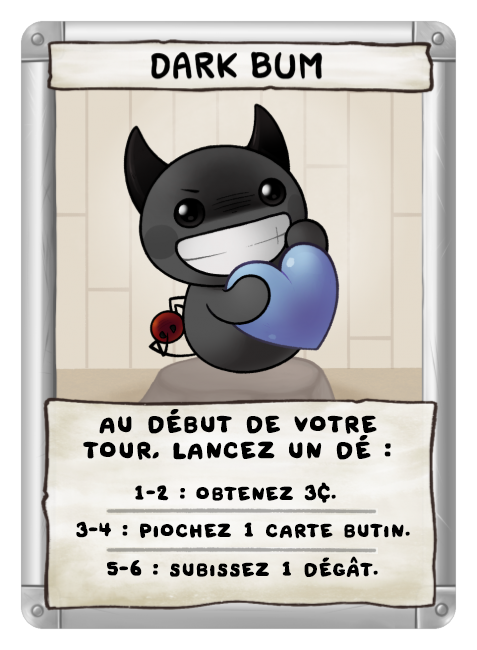 DARK BUM
AU DÉBUT DE VOTRE
TOUR, LANCEZ UN DÉ :
1-2 : OBTENEZ 3¢.
3-4 : PIOCHEZ 1 CARTE BUTIN.
5-6 : SUBISSEZ 1 DÉGÂT.